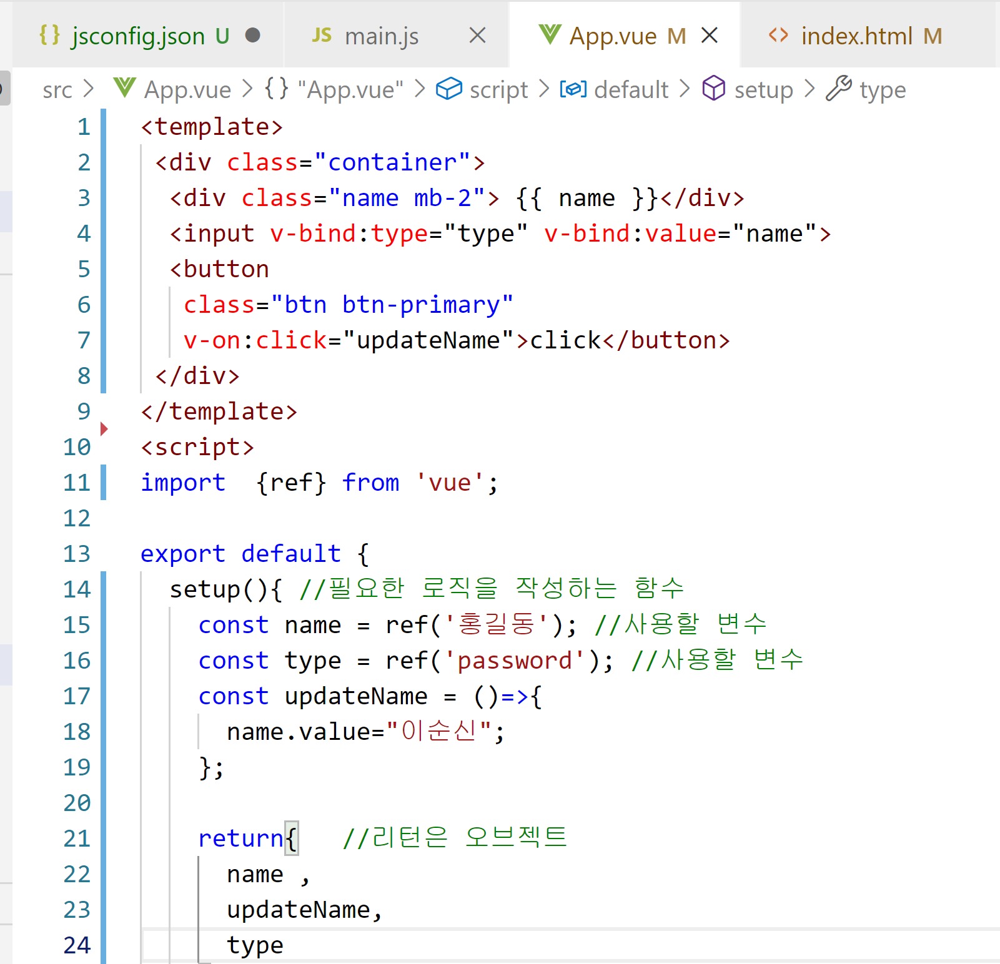 {} jsconfig.json U ● JS main.js × App.vue M × <> index.html M
src > App.vue > {} "App.vue" > script > default > setup > type
1 <template>
2 <div class="container">
3 <div class="name mb-2"> {{ name }}</div>
4 <input v-bind:type="type" v-bind:value="name">
5 <button
6 class="btn btn-primary"
7 v-on:click="updateName">click</button>
8 </div>
9 </template>
10 <script>
11 import  {ref} from 'vue';
12
13 export default {
14 setup(){ //필요한 로직을 작성하는 함수
15 const name = ref('홍길동'); //사용할 변수
16 const type = ref('password'); //사용할 변수
17 const updateName = ()=>{
18 name.value="이순신";
19 };
20
21 return{   //리턴은 오브젝트
22 name ,
23 updateName,
24 type